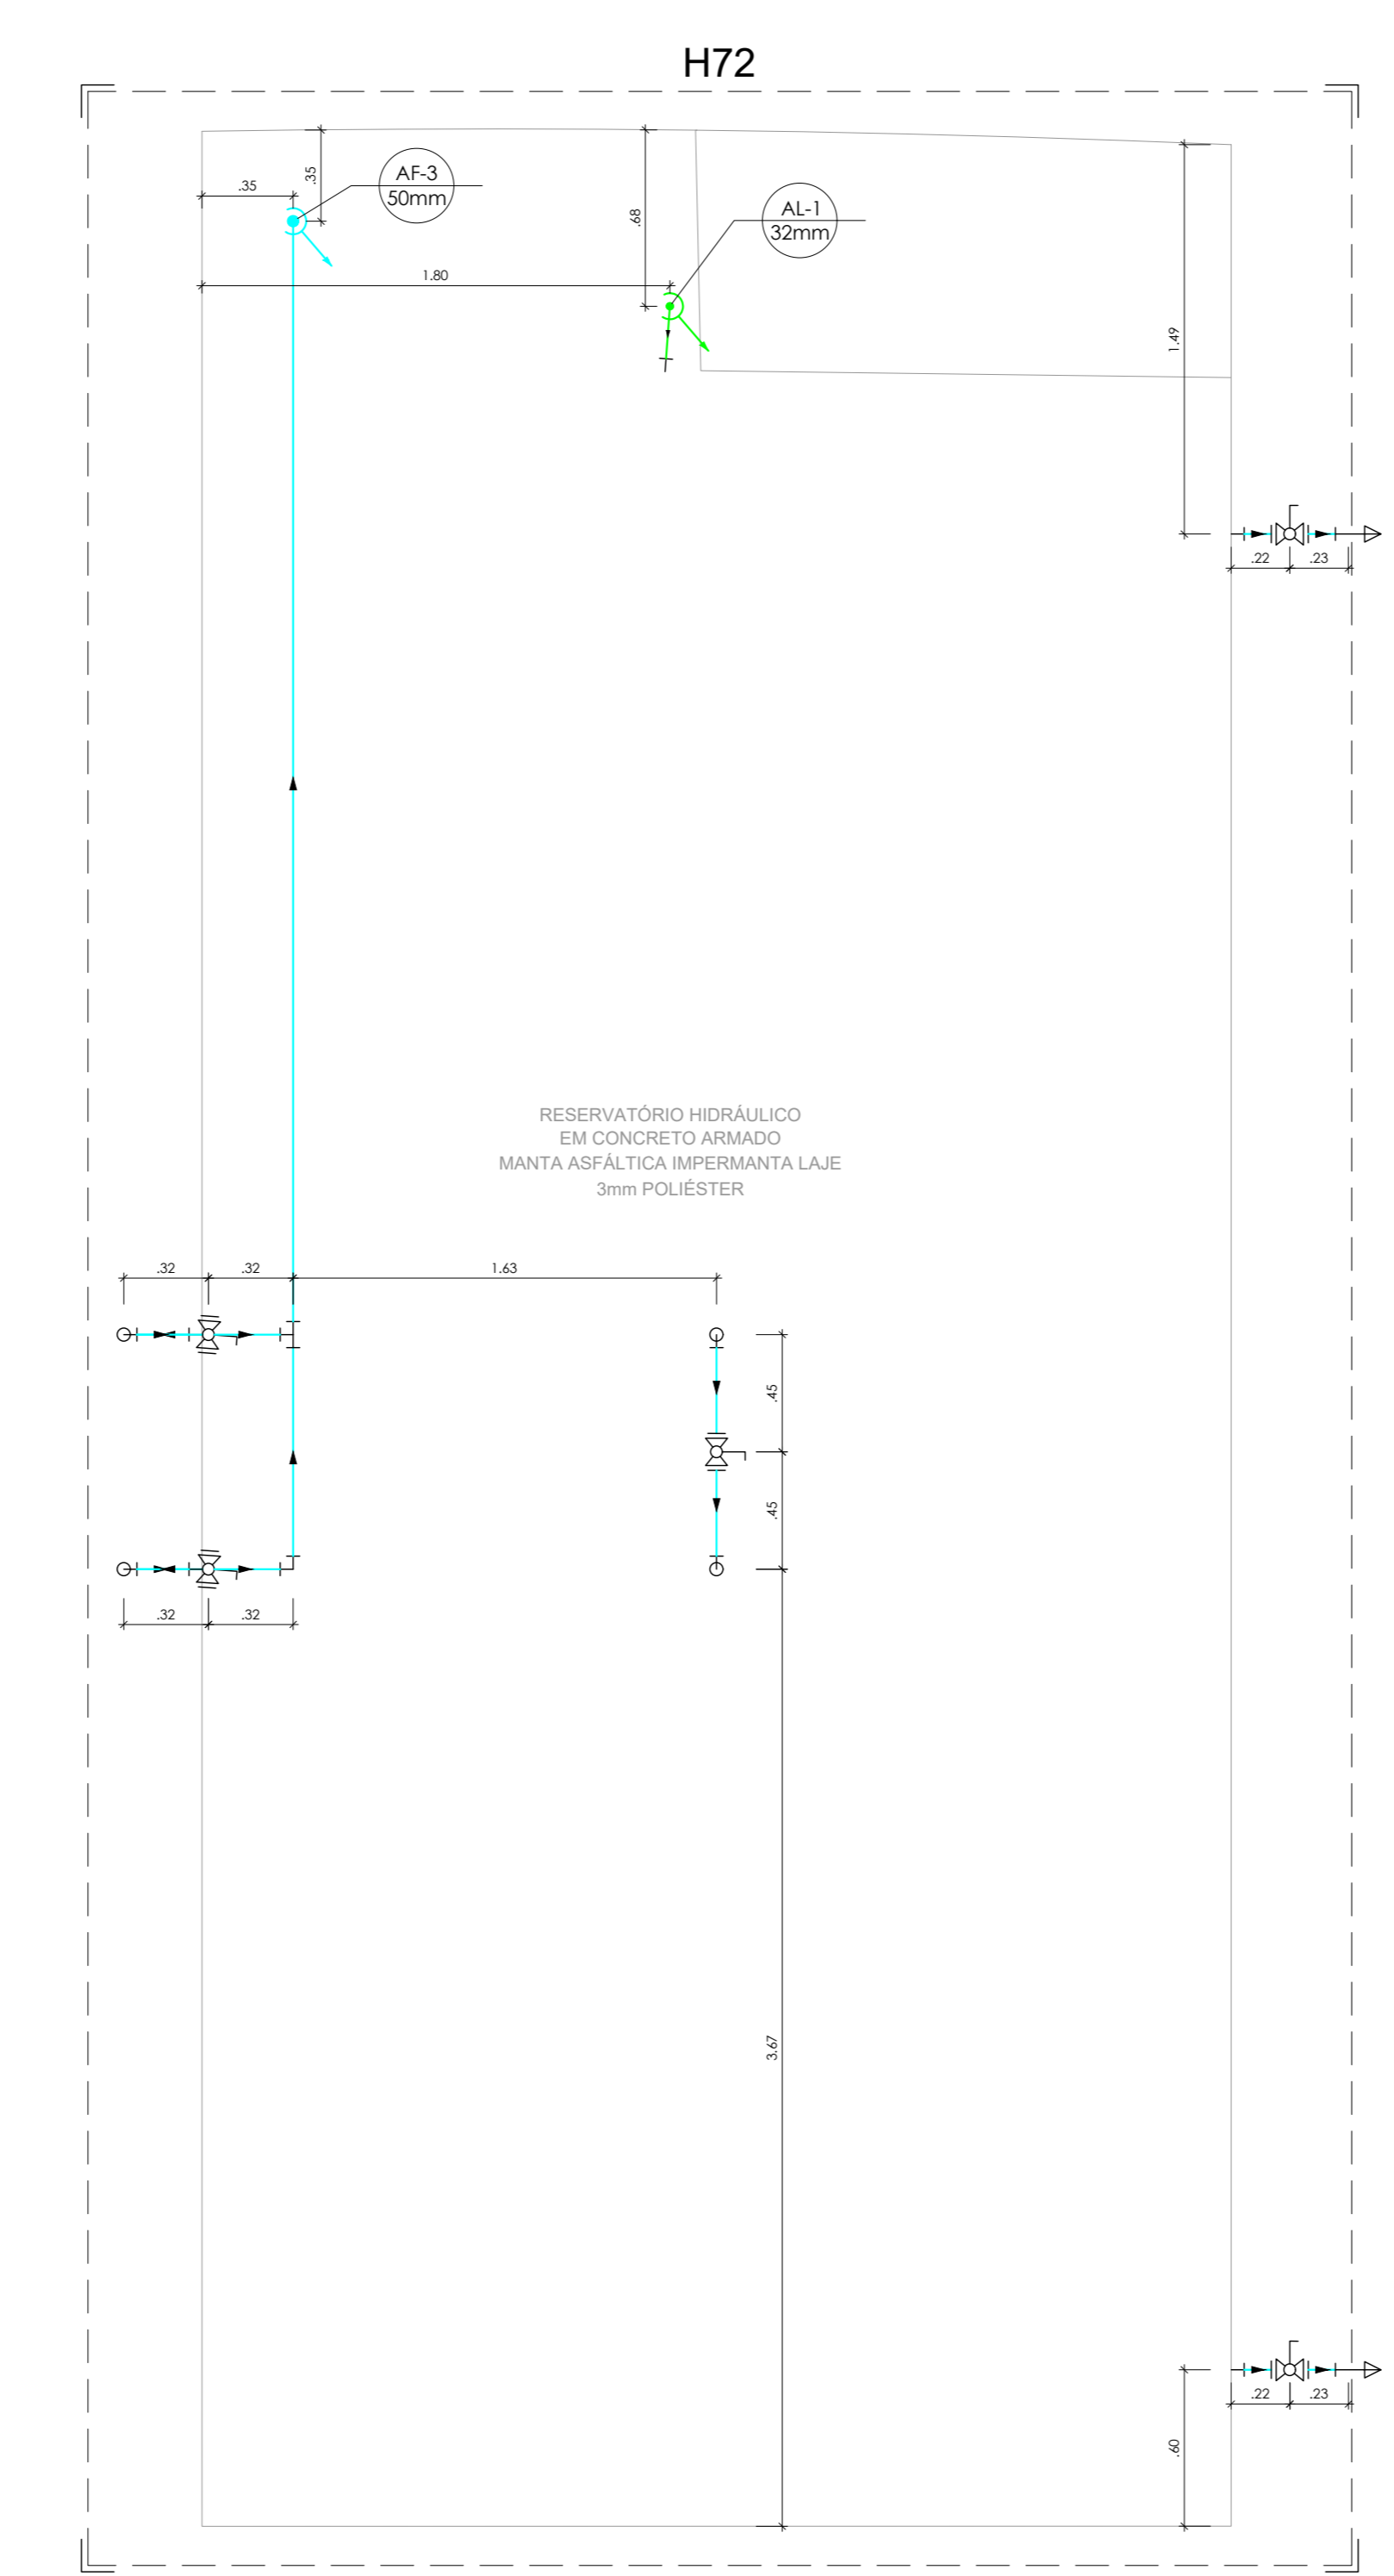 H72
.35
.35
AF-3
50mm
.68
AL-1
32mm
1.80
1.49
.22
.23
RESERVATÓRIO HIDRÁULICO
EM CONCRETO ARMADO
MANTA ASFÁLTICA IMPERMANTA LAJE
3mm POLIÉSTER
.32
.32
1.63
.45
.45
.32
.32
3.67
.22
.23
.60